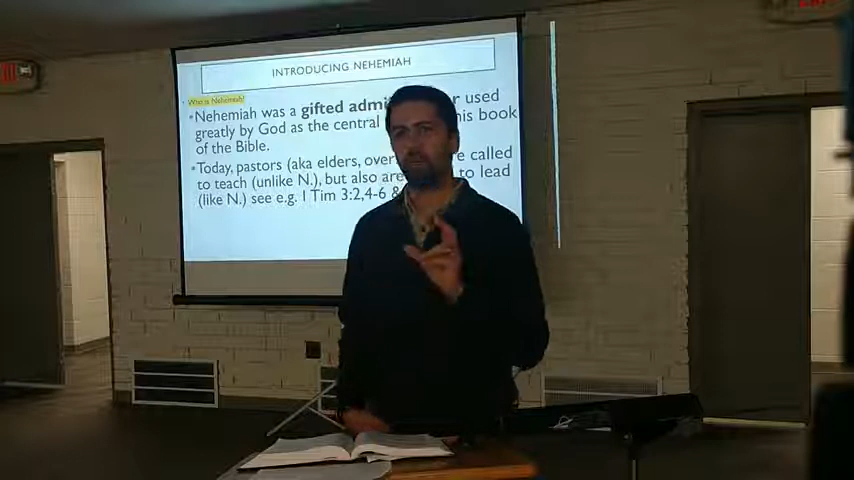 INTRODUCING NEHEMIAH
Who is Nehemiah?
• Nehemiah was a gifted admi r used
greatly by God as the central his book
of the Bible.
• Today, pastors (aka elders, over e called
to teach (unlike N.), but also are to lead
(like N.) see e.g. 1 Tim 3:2,4-6 &